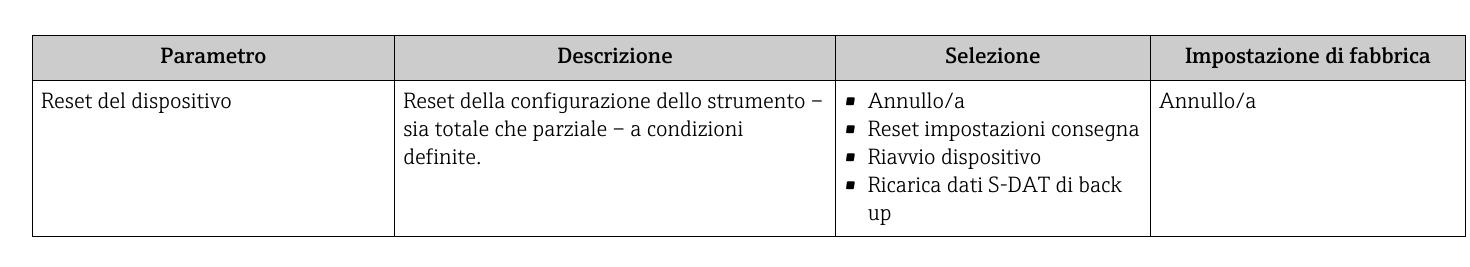 Parametro Descrizione Selezione Impostazione di fabbrica
Reset del dispositivo
Reset della configurazione dello strumento –
sia totale che parziale – a condizioni
definite.
▪ Annullo/a
▪ Reset impostazioni consegna
▪ Riavvio dispositivo
▪ Ricarica dati S-DAT di back
up
Annullo/a